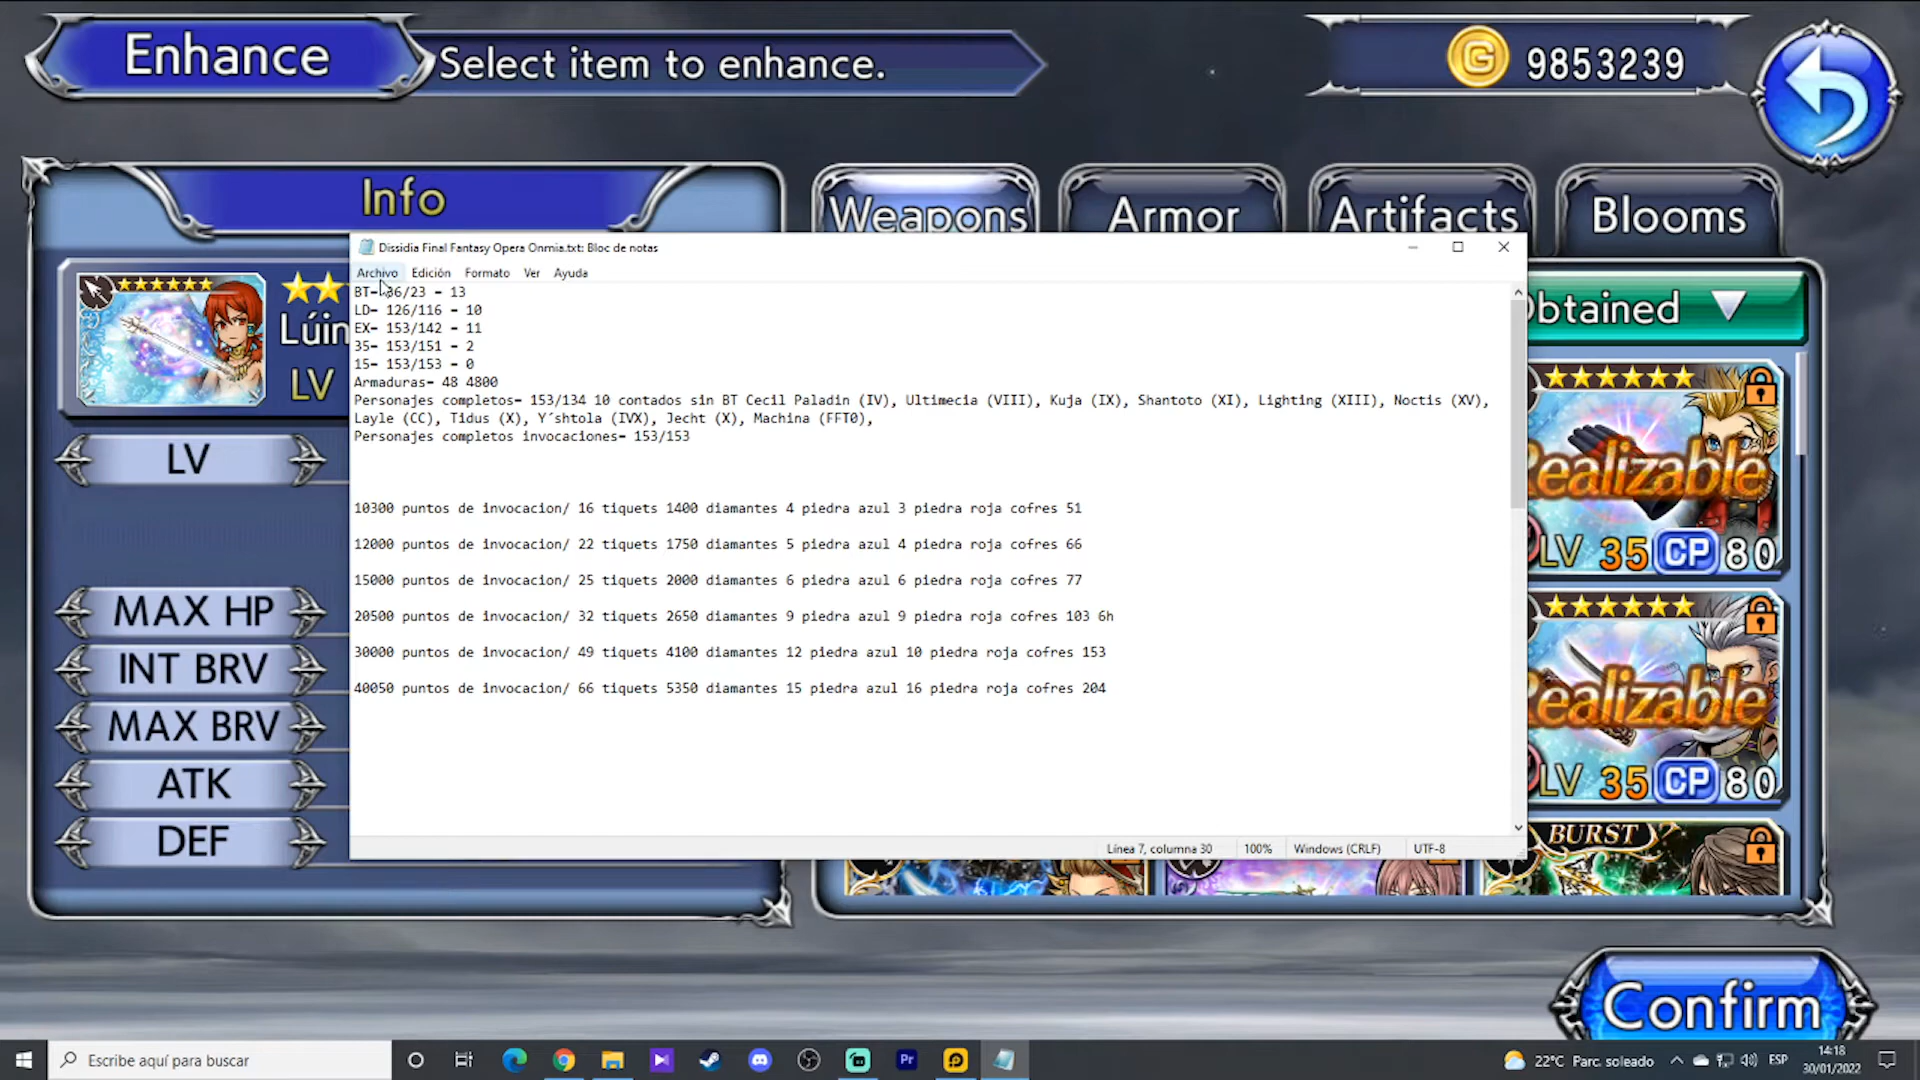 Enhance
Select item to enhance.
G 9853239
Info
Weapons
Armor
Artifacts
Blooms
Dissidia Final Fantasy Opera Onmia.txt: Bloc de notas
Archivo Edición Formato Ver Ayuda
BT- 36/23 - 13
LD- 126/116 - 10
EX- 153/142 - 11
35- 153/151 - 2
15- 153/153 - 0
Armaduras- 48 4800
Personajes completos- 153/134 10 contados sin BT Cecil Paladin (IV), Ultimecia (VIII), Kuja (IX), Shantoto (XI), Lighting (XIII), Noctis (XV),
Layle (CC), Tidus (X), Y´shtola (IVX), Jecht (X), Machina (FFT0),
Personajes completos invocaciones- 153/153
10300 puntos de invocacion/ 16 tiquets 1400 diamantes 4 piedra azul 3 piedra roja cofres 51
12000 puntos de invocacion/ 22 tiquets 1750 diamantes 5 piedra azul 4 piedra roja cofres 66
15000 puntos de invocacion/ 25 tiquets 2000 diamantes 6 piedra azul 6 piedra roja cofres 77
20500 puntos de invocacion/ 32 tiquets 2650 diamantes 9 piedra azul 9 piedra roja cofres 103 6h
30000 puntos de invocacion/ 49 tiquets 4100 diamantes 12 piedra azul 10 piedra roja cofres 153
40050 puntos de invocacion/ 66 tiquets 5350 diamantes 15 piedra azul 16 piedra roja cofres 204
Línea 7, columna 30 100% Windows (CRLF) UTF-8
Lúin
LV
LV
MAX HP
INT BRV
MAX BRV
ATK
DEF
Obtained
Realizable
LV 35 CP 80
Realizable
LV 35 CP 80
BURST
Confirm
Escribe aquí para buscar
Pr
22°C Parc. soleado
ESP
14:18
30/01/2022